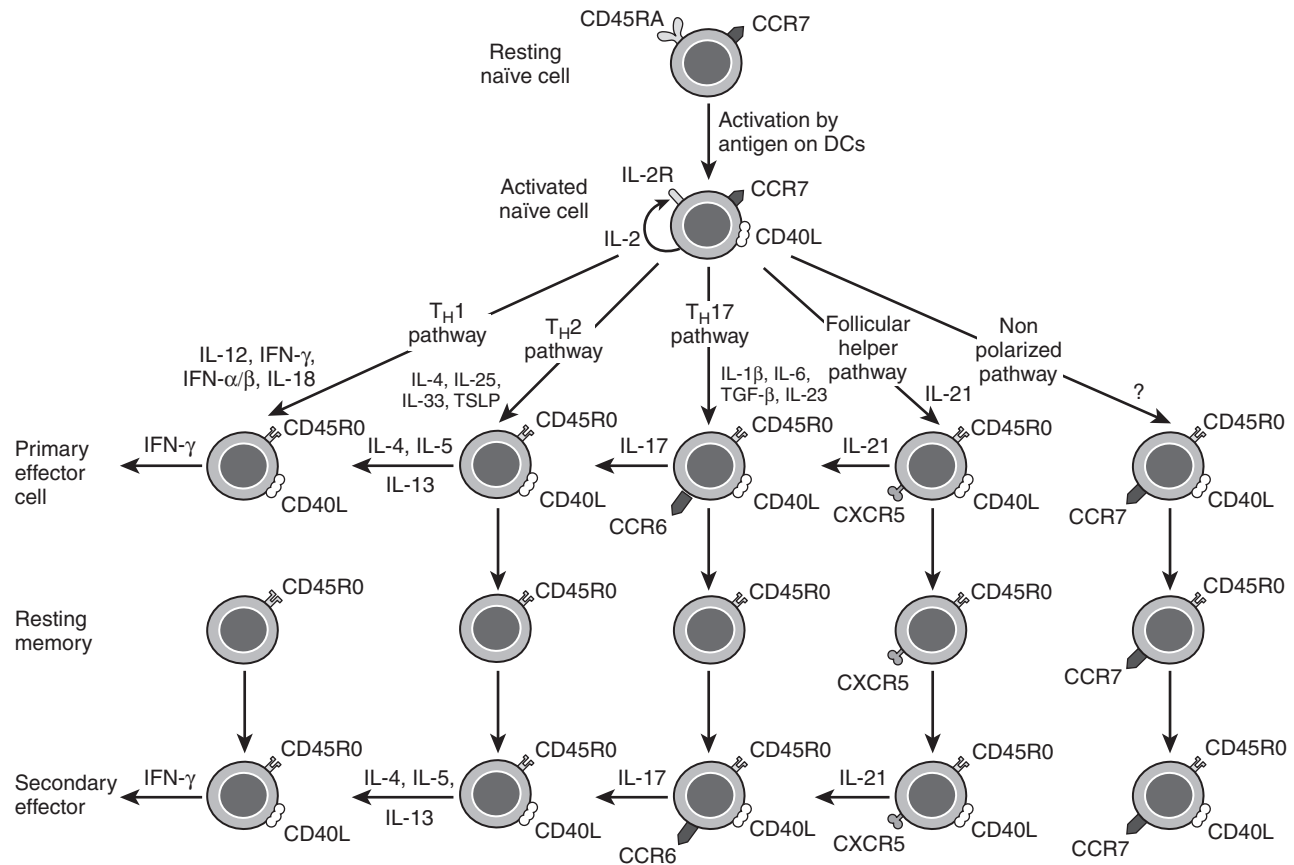 CD45RA
CCR7
Resting
naïve cell
Activation by
antigen on DCs
IL-2R
CCR7
Activated
naïve cell
IL-2
CD40L
TH1
pathway
TH2
pathway
TH17
pathway
Follicular
helper
pathway
Non
polarized
pathway
IL-12, IFN-γ,
IFN-α/β, IL-18
IL-4, IL-25,
IL-33, TSLP
IL-1β, IL-6,
TGF-β, IL-23
IL-21
?
Primary
effector
cell
IFN-γ
CD45R0
CD40L
IL-4, IL-5
IL-13
CD45R0
CD40L
IL-17
CD45R0
CD40L
CCR6
IL-21
CD45R0
CD40L
CXCR5
CD45R0
CD40L
CCR7
Resting
memory
CD45R0
CD45R0
CD45R0
CD45R0
CXCR5
CD45R0
CCR7
Secondary
effector
IFN-γ
CD45R0
CD40L
IL-4, IL-5,
IL-13
CD45R0
CD40L
IL-17
CD45R0
CD40L
CCR6
IL-21
CD45R0
CD40L
CXCR5
CD45R0
CD40L
CCR7